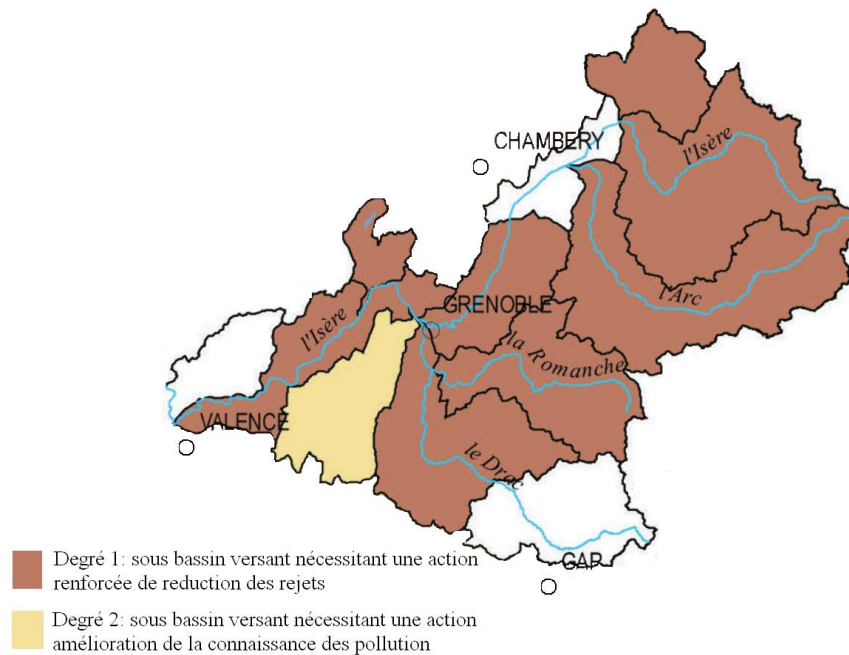 CHAMBERY
l'Isère
GRENOBLE
l'Arc
l'Isère
la Romanche
VALENCE
le Drac
GAP
Degré 1: sous bassin versant nécessitant une action
renforcée de reduction des rejets
Degré 2: sous bassin versant nécessitant une action
amélioration de la connaissance des pollution